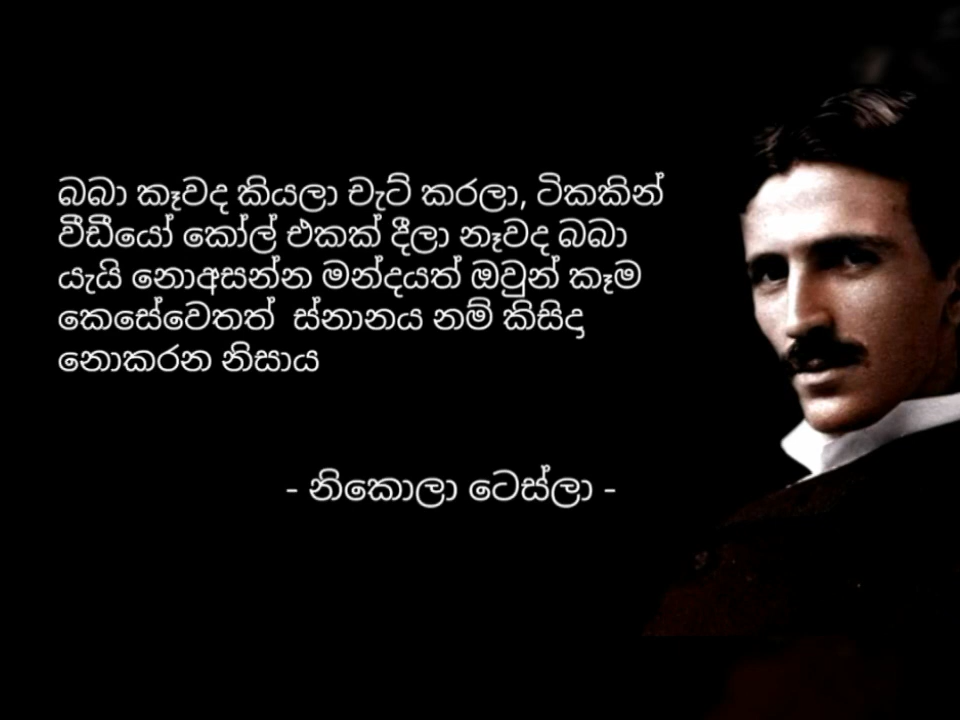 බබා කෑවද කියලා චැට් කරලා, ටිකකින්
වීඩියෝ කෝල් එකක් දීලා නෑවද බබා
යැයි නොඅසන්න මන්දයත් ඔවුන් කෑම
කෙසේවෙතත්  ස්නානය නම් කිසිදා
නොකරන නිසාය
- නිකොලා ටෙස්ලා -